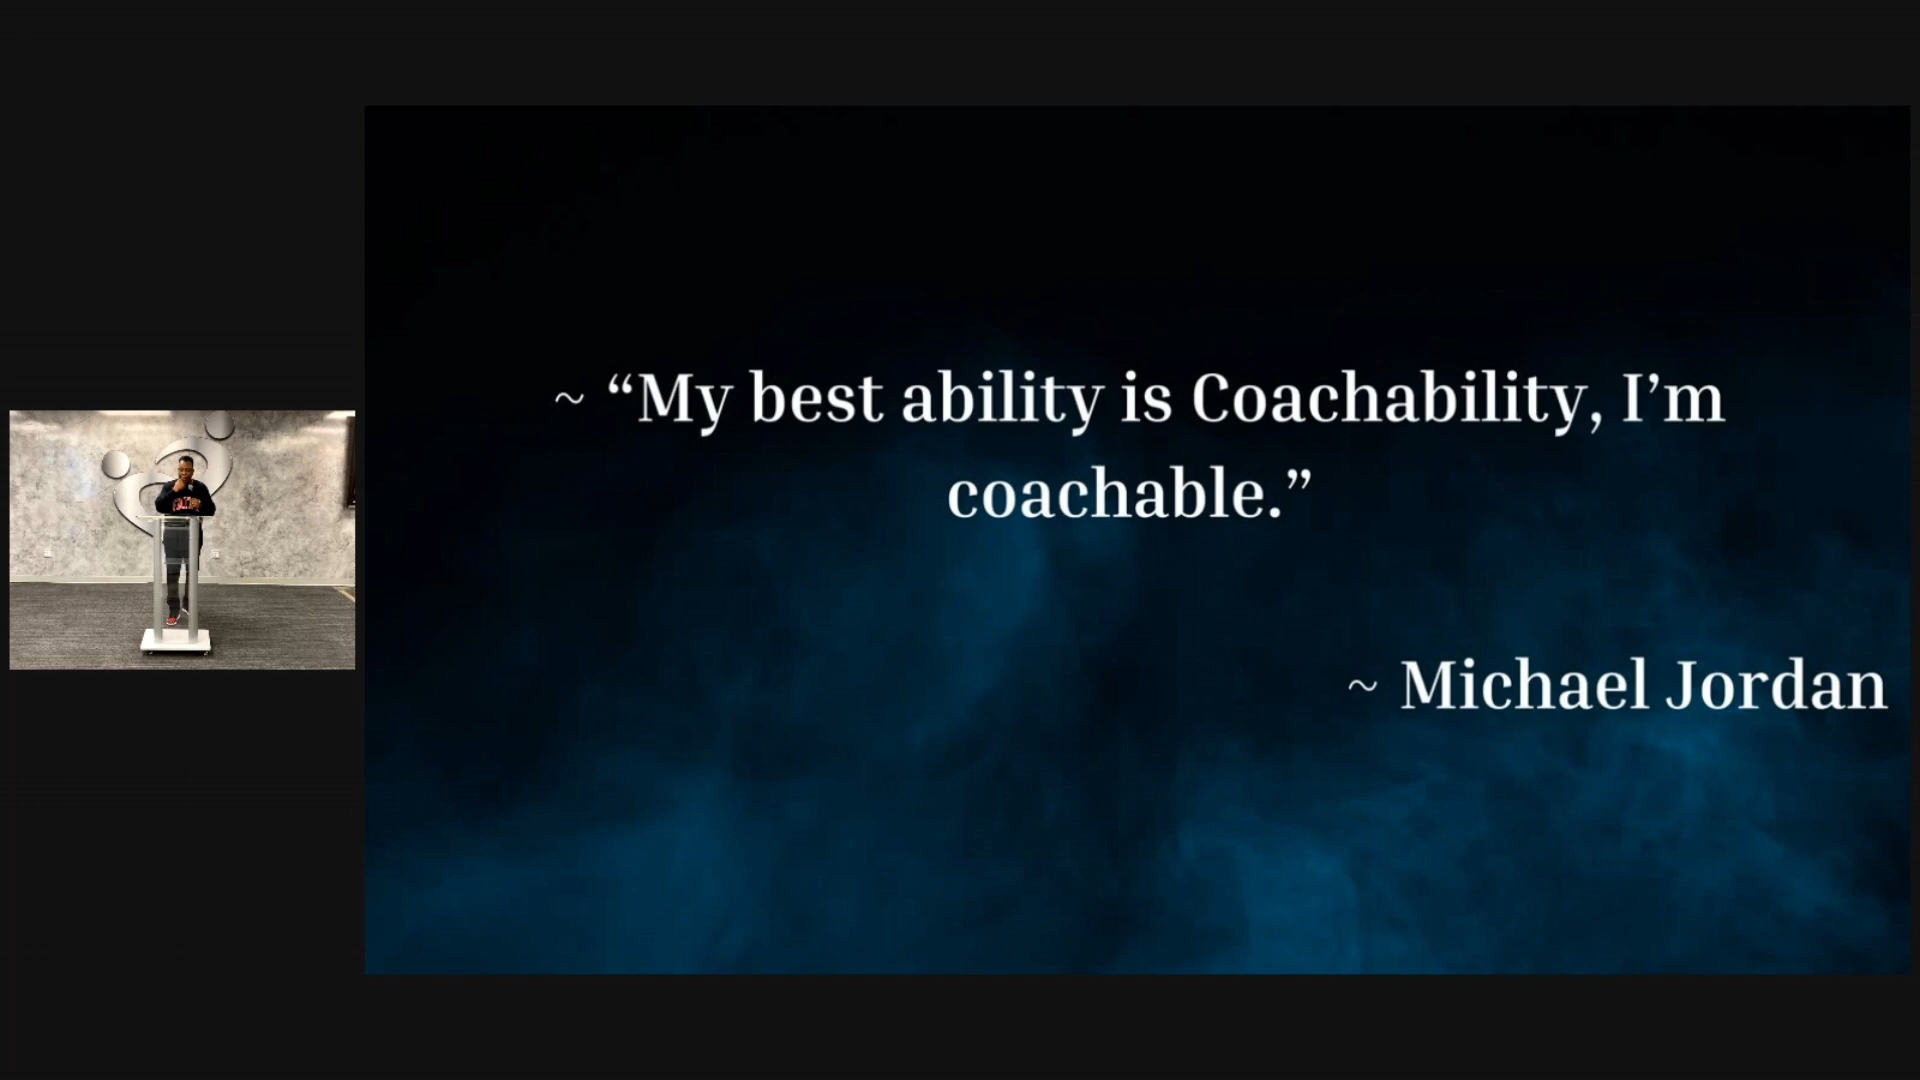 ~ “My best ability is Coachability, I’m
coachable.”
~ Michael Jordan